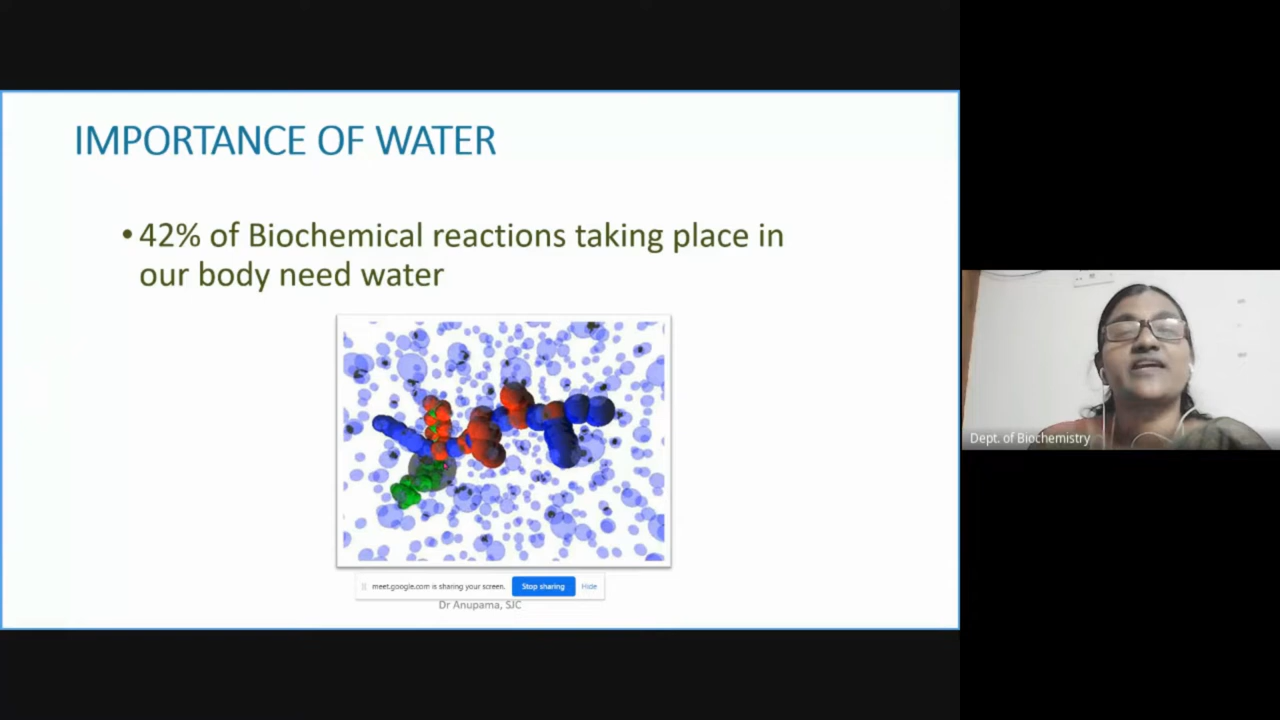 IMPORTANCE OF WATER
• 42% of Biochemical reactions taking place in
our body need water
meet.google.com is sharing your screen. Stop sharing Hide
Dr Anupama, SJC
Dept. of Biochemistry